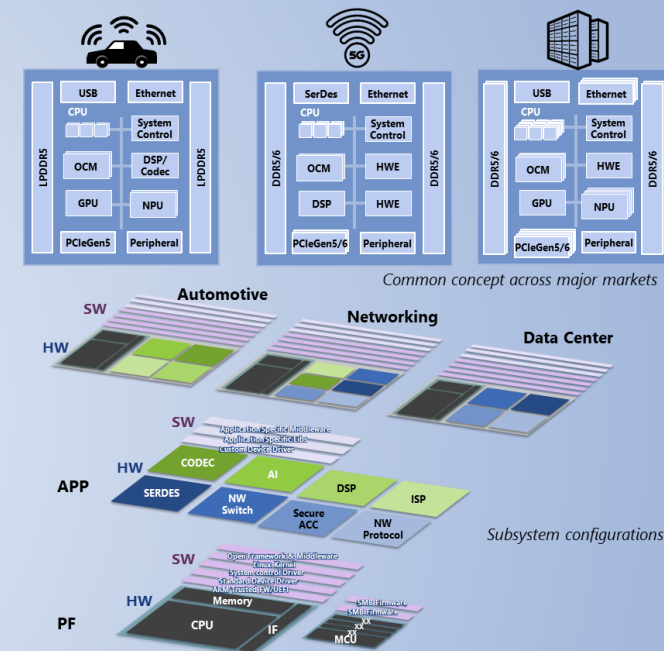 5G
USB
Ethernet
CPU
System
Control
LPDDR5
LPDDR5
OCM
DSP/
Codec
GPU
NPU
PCIeGen5
Peripheral
SerDes
Ethernet
CPU
System
Control
DDR5/6
DDR5/6
OCM
HWE
DSP
HWE
PCIeGen5/6
Peripheral
USB
Ethernet
CPU
System
Control
DDR5/6
DDR5/6
OCM
HWE
GPU
NPU
PCIeGen5/6
Peripheral
Common concept across major markets
Automotive
SW
HW
Networking
Data Center
SW
Application Specific Middleware
Application Specific Libs
Custom Device Driver
HW
CODEC
AI
DSP
ISP
APP
SERDES
NW
Switch
Secure
ACC
NW
Protocol
Subsystem configurations
SW
Open Framework & Middleware
Linux Kernel
System control Driver
Standard Device Driver
ARM Trusted FW/UEFI
HW
Memory
CPU
IF
PF
SMBIFirmware
SMBIFirmware
XX
XX
XX
MCU